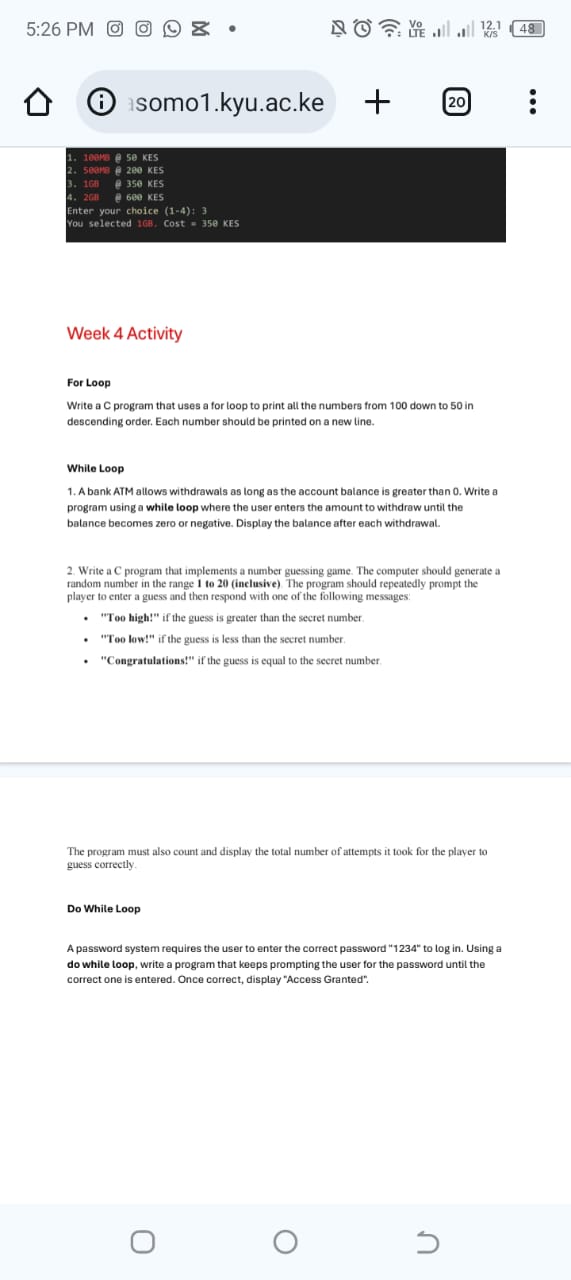 5:26 PM
Vo LTE 12.1 K/S 48
asomo1.kyu.ac.ke 20
1. 100MB @ 50 KES
2. 500MB @ 200 KES
3. 1GB @ 350 KES
4. 2GB @ 600 KES
Enter your choice (1-4): 3
You selected 1GB. Cost = 350 KES
Week 4 Activity
For Loop
Write a C program that uses a for loop to print all the numbers from 100 down to 50 in
descending order. Each number should be printed on a new line.
While Loop
1. A bank ATM allows withdrawals as long as the account balance is greater than 0. Write a
program using a while loop where the user enters the amount to withdraw until the
balance becomes zero or negative. Display the balance after each withdrawal.
2. Write a C program that implements a number guessing game. The computer should generate a
random number in the range 1 to 20 (inclusive). The program should repeatedly prompt the
player to enter a guess and then respond with one of the following messages:
• "Too high!" if the guess is greater than the secret number.
• "Too low!" if the guess is less than the secret number.
• "Congratulations!" if the guess is equal to the secret number.
The program must also count and display the total number of attempts it took for the player to
guess correctly.
Do While Loop
A password system requires the user to enter the correct password "1234" to log in. Using a
do while loop, write a program that keeps prompting the user for the password until the
correct one is entered. Once correct, display "Access Granted".